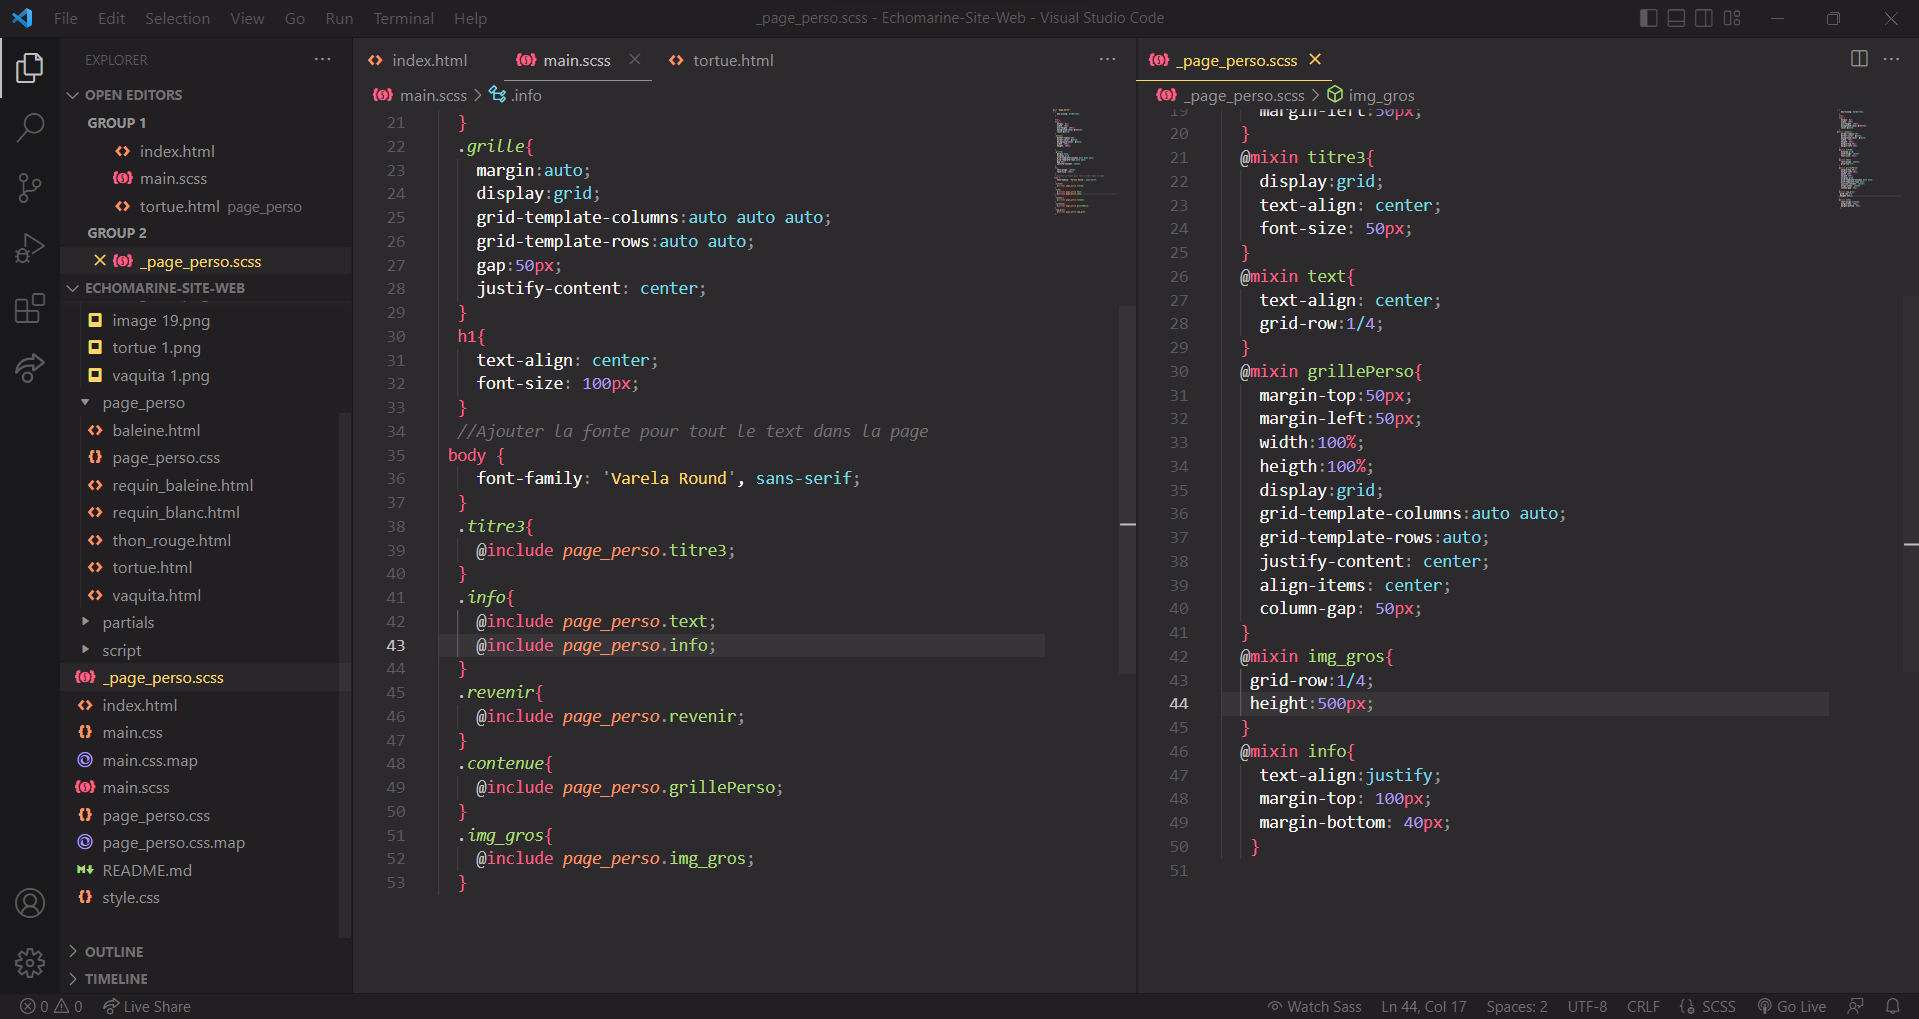 File Edit Selection View Go Run Terminal Help
_page_perso.scss - Echomarine-Site-Web - Visual Studio Code
EXPLORER
OPEN EDITORS
GROUP 1
index.html
main.scss
tortue.html page_perso
GROUP 2
_page_perso.scss
ECHOMARINE-SITE-WEB
image 19.png
tortue 1.png
vaquita 1.png
page_perso
baleine.html
page_perso.css
requin_baleine.html
requin_blanc.html
thon_rouge.html
tortue.html
vaquita.html
partials
script
_page_perso.scss
index.html
main.css
main.css.map
main.scss
page_perso.css
page_perso.css.map
README.md
style.css
OUTLINE
TIMELINE
index.html main.scss tortue.html
main.scss > .info
21 }
22 .grille{
23 margin:auto;
24 display:grid;
25 grid-template-columns:auto auto auto;
26 grid-template-rows:auto auto;
27 gap:50px;
28 justify-content: center;
29 }
30 h1{
31 text-align: center;
32 font-size: 100px;
33 }
34 //Ajouter la fonte pour tout le text dans la page
35 body {
36 font-family: 'Varela Round', sans-serif;
37 }
38 .titre3{
39 @include page_perso.titre3;
40 }
41 .info{
42 @include page_perso.text;
43 @include page_perso.info;
44 }
45 .revenir{
46 @include page_perso.revenir;
47 }
48 .contenue{
49 @include page_perso.grillePerso;
50 }
51 .img_gros{
52 @include page_perso.img_gros;
53 }
_page_perso.scss
_page_perso.scss > img_gros
19 margin-left:50px;
20 }
21 @mixin titre3{
22 display:grid;
23 text-align: center;
24 font-size: 50px;
25 }
26 @mixin text{
27 text-align: center;
28 grid-row:1/4;
29 }
30 @mixin grillePerso{
31 margin-top:50px;
32 margin-left:50px;
33 width:100%;
34 heigth:100%;
35 display:grid;
36 grid-template-columns:auto auto;
37 grid-template-rows:auto;
38 justify-content: center;
39 align-items: center;
40 column-gap: 50px;
41 }
42 @mixin img_gros{
43 grid-row:1/4;
44 height:500px;
45 }
46 @mixin info{
47 text-align:justify;
48 margin-top: 100px;
49 margin-bottom: 40px;
50 }
51
0 0 Live Share
Watch Sass Ln 44, Col 17 Spaces: 2 UTF-8 CRLF SCSS Go Live